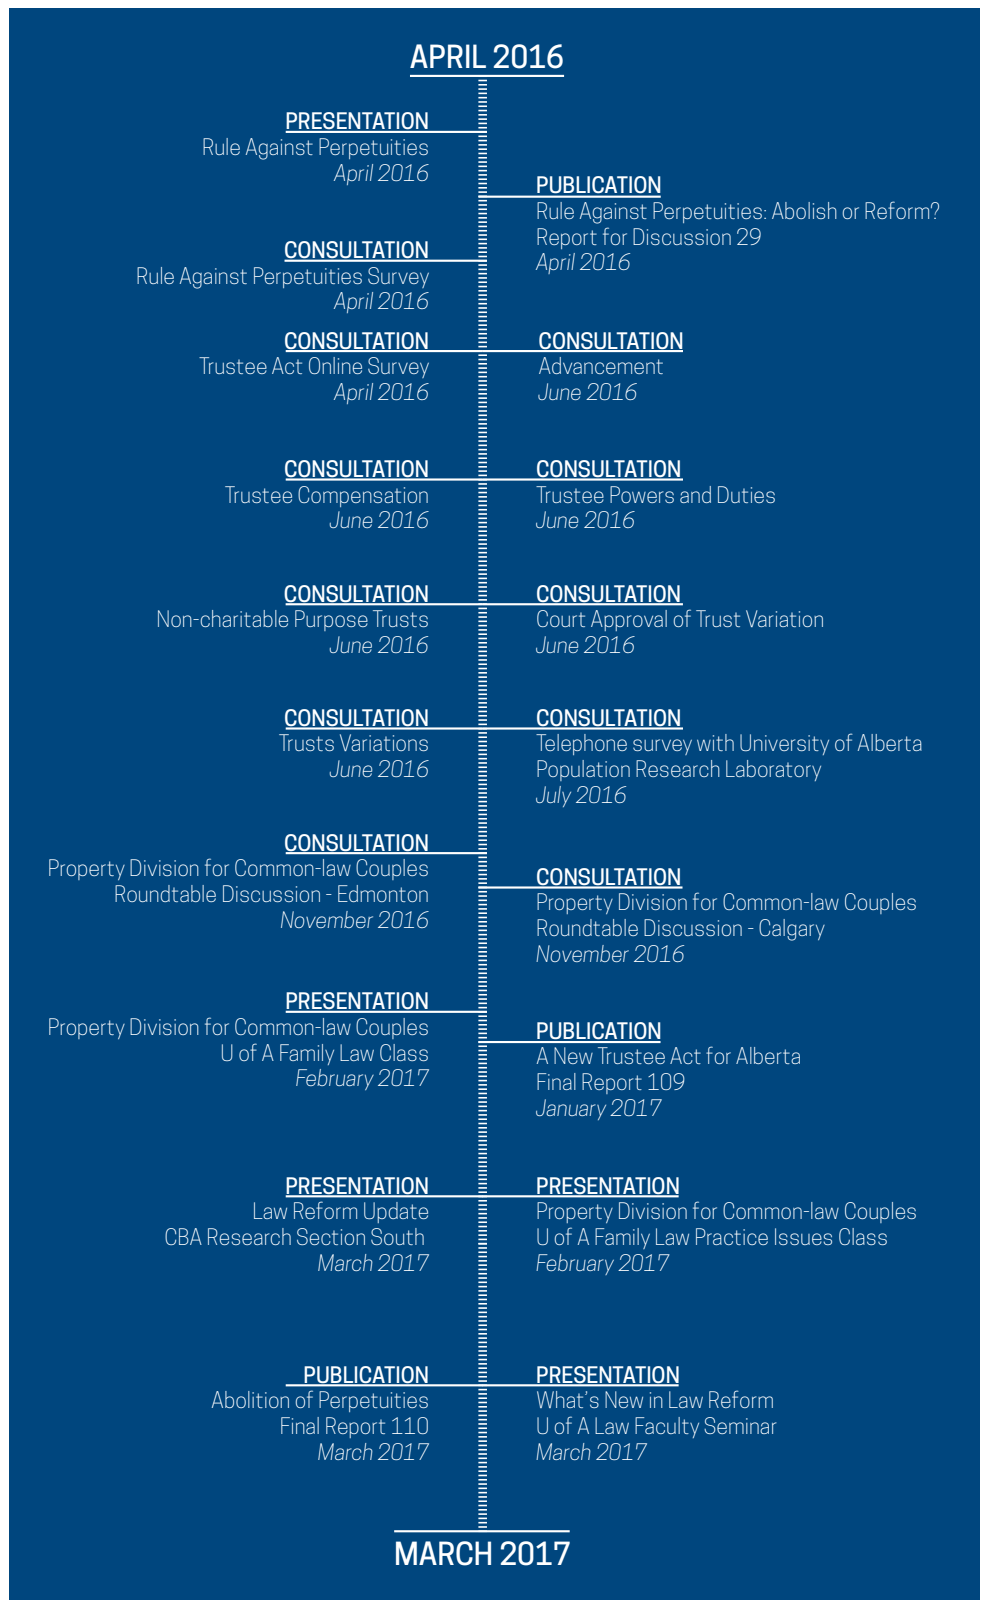 APRIL 2016
PRESENTATION
Rule Against Perpetuities
April 2016
PUBLICATION
Rule Against Perpetuities: Abolish or Reform?
Report for Discussion 29
April 2016
CONSULTATION
Rule Against Perpetuities Survey
April 2016
CONSULTATION
Trustee Act Online Survey
April 2016
CONSULTATION
Advancement
June 2016
CONSULTATION
Trustee Compensation
June 2016
CONSULTATION
Trustee Powers and Duties
June 2016
CONSULTATION
Non-charitable Purpose Trusts
June 2016
CONSULTATION
Court Approval of Trust Variation
June 2016
CONSULTATION
Trusts Variations
June 2016
CONSULTATION
Telephone survey with University of Alberta
Population Research Laboratory
July 2016
CONSULTATION
Property Division for Common-law Couples
Roundtable Discussion - Edmonton
November 2016
CONSULTATION
Property Division for Common-law Couples
Roundtable Discussion - Calgary
November 2016
PRESENTATION
Property Division for Common-law Couples
U of A Family Law Class
February 2017
PUBLICATION
A New Trustee Act for Alberta
Final Report 109
January 2017
PRESENTATION
Law Reform Update
CBA Research Section South
March 2017
PRESENTATION
Property Division for Common-law Couples
U of A Family Law Practice Issues Class
February 2017
PUBLICATION
Abolition of Perpetuities
Final Report 110
March 2017
PRESENTATION
What's New in Law Reform
U of A Law Faculty Seminar
March 2017
MARCH 2017